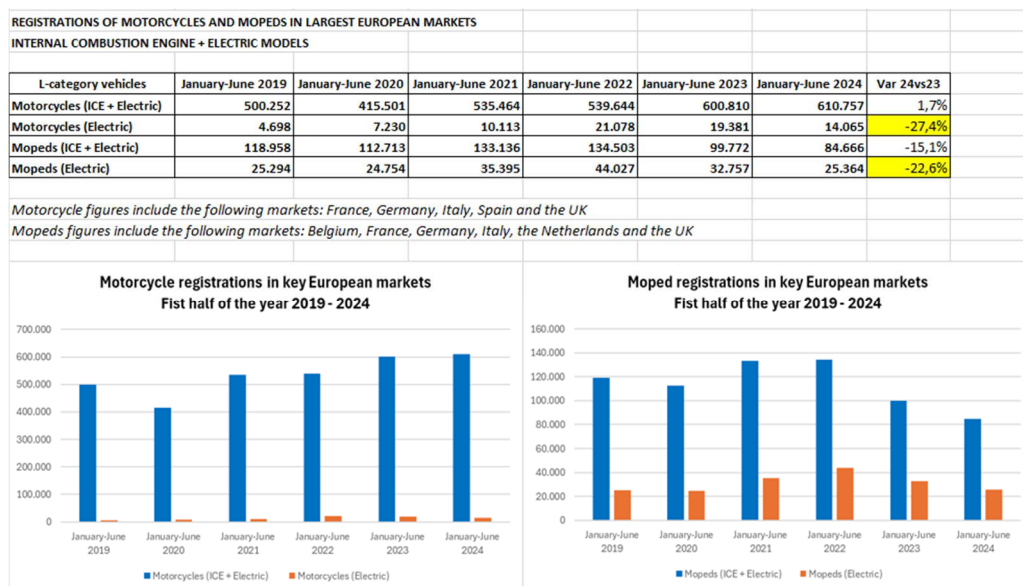 REGISTRATIONS OF MOTORCYCLES AND MOPEDS IN LARGEST EUROPEAN MARKETS
INTERNAL COMBUSTION ENGINE + ELECTRIC MODELS
L-category vehicles January-June 2019 January-June 2020 January-June 2021 January-June 2022 January-June 2023 January-June 2024 Var 24vs23
Motorcycles (ICE + Electric) 500.252 415.501 535.464 539.644 600.810 610.757 1,7%
Motorcycles (Electric) 4.698 7.230 10.113 21.078 19.381 14.065 -27,4%
Mopeds (ICE + Electric) 118.958 112.713 133.136 134.503 99.772 84.666 -15,1%
Mopeds (Electric) 25.294 24.754 35.395 44.027 32.757 25.364 -22,6%
Motorcycle figures include the following markets: France, Germany, Italy, Spain and the UK
Mopeds figures include the following markets: Belgium, France, Germany, Italy, the Netherlands and the UK
Motorcycle registrations in key European markets
Fist half of the year 2019 - 2024
700.000
600.000
500.000
400.000
300.000
200.000
100.000
0
January-June January-June January-June January-June January-June January-June
2019 2020 2021 2022 2023 2024
Motorcycles (ICE + Electric) Motorcycles (Electric)
Moped registrations in key European markets
Fist half of the year 2019 - 2024
160.000
140.000
120.000
100.000
80.000
60.000
40.000
20.000
0
January-June January-June January-June January-June January-June January-June
2019 2020 2021 2022 2023 2024
Mopeds (ICE + Electric) Mopeds (Electric)